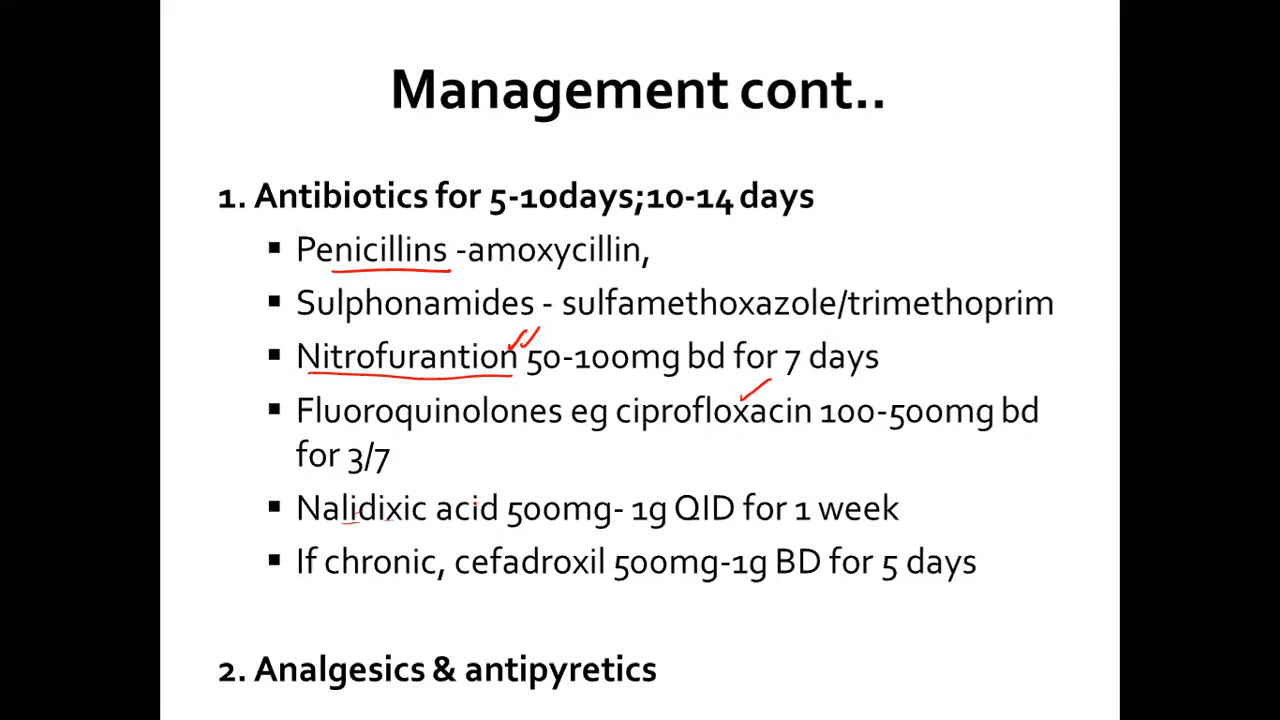 Management cont..
1. Antibiotics for 5-10days;10-14 days
▪ Penicillins -amoxycillin,
▪ Sulphonamides - sulfamethoxazole/trimethoprim
▪ Nitrofurantion 50-100mg bd for 7 days
▪ Fluoroquinolones eg ciprofloxacin 100-500mg bd
for 3/7
▪ Nalidixic acid 500mg- 1g QID for 1 week
▪ If chronic, cefadroxil 500mg-1g BD for 5 days
2. Analgesics & antipyretics